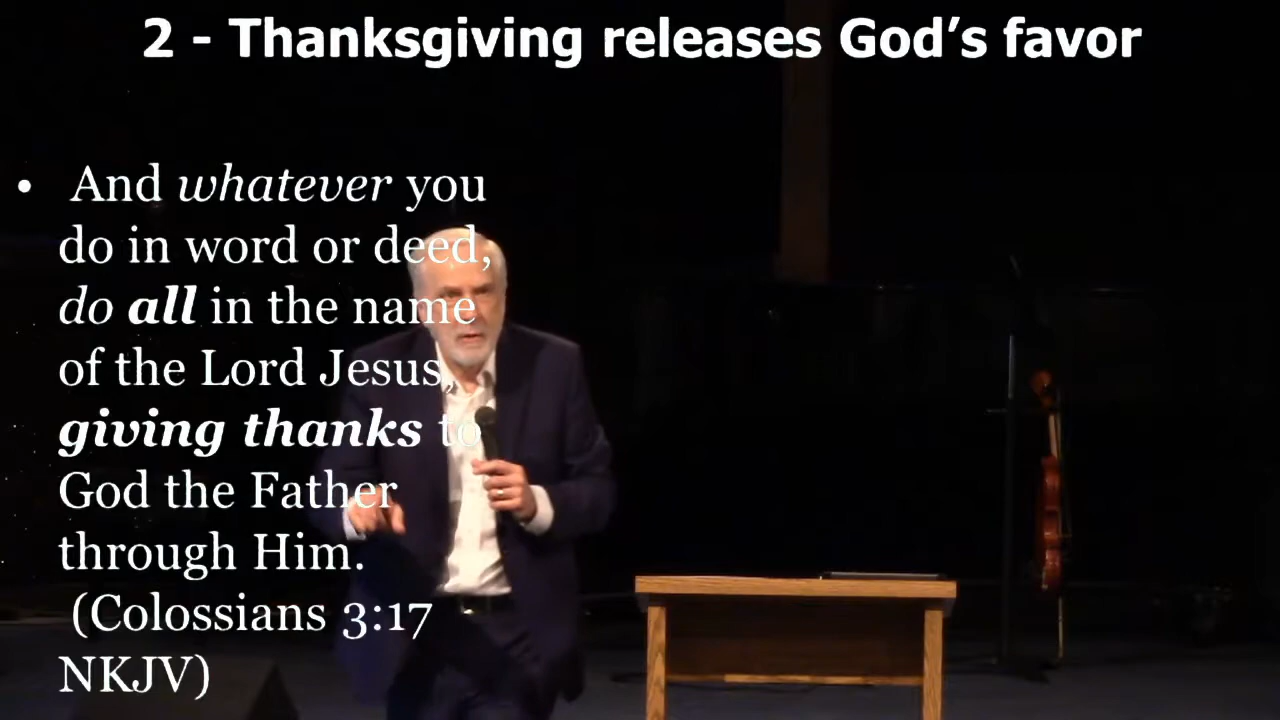 2 - Thanksgiving releases God’s favor
• And whatever you
do in word or deed,
do all in the name
of the Lord Jesus,
giving thanks to
God the Father
through Him.
(Colossians 3:17
NKJV)